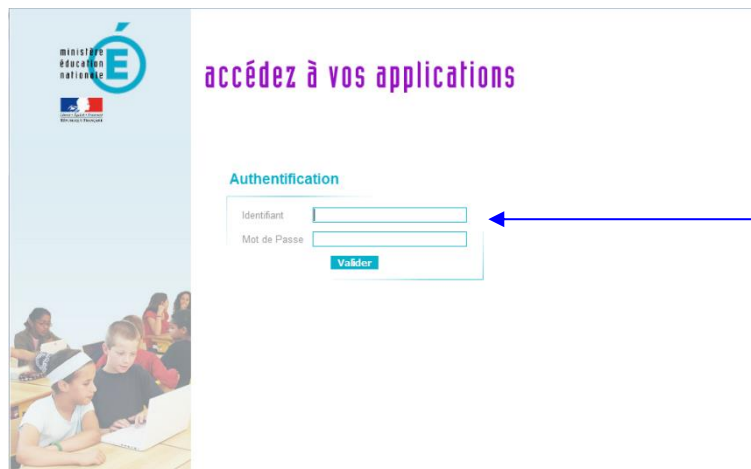 ministère
éducation
nationale
É
accédez à vos applications
Authentification
Identifiant
Mot de Passe
Valider